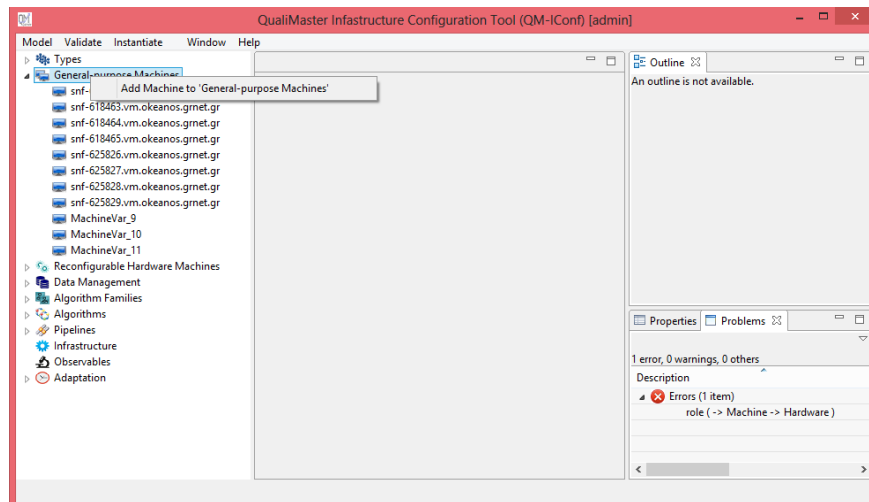 QM
QualiMaster Infastructure Configuration Tool (QM-IConf) [admin]
Model Validate Instantiate Window Help
Types
General-purpose Machines
Add Machine to 'General-purpose Machines'
snf-
snf-618463.vm.okeanos.grnet.gr
snf-618464.vm.okeanos.grnet.gr
snf-618465.vm.okeanos.grnet.gr
snf-625826.vm.okeanos.grnet.gr
snf-625827.vm.okeanos.grnet.gr
snf-625828.vm.okeanos.grnet.gr
snf-625829.vm.okeanos.grnet.gr
MachineVar_9
MachineVar_10
MachineVar_11
Reconfigurable Hardware Machines
Data Management
Algorithm Families
Algorithms
Pipelines
Infrastructure
Observables
Adaptation
Outline
An outline is not available.
Properties Problems
1 error, 0 warnings, 0 others
Description
Errors (1 item)
role ( -> Machine -> Hardware )